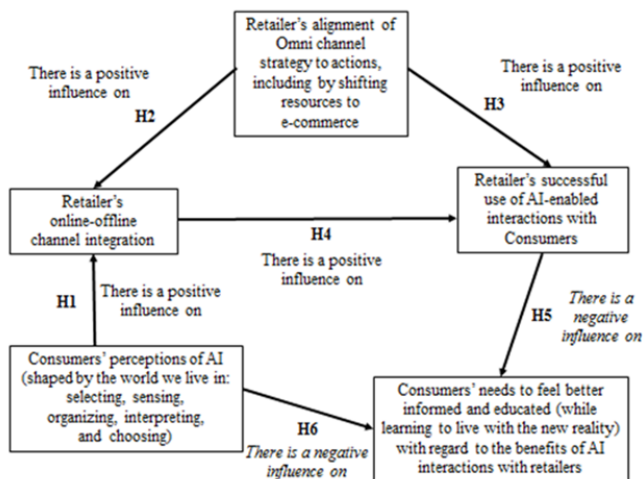 Retailer's alignment of
Omni channel
strategy to actions,
including by shifting
resources to
e-commerce
There is a positive
influence on
H2
There is a positive
influence on
H3
Retailer's
online-offline
channel integration
Retailer's successful
use of AI-enabled
interactions with
Consumers
H4
There is a positive
influence on
H1
There is a positive
influence on
H5
There is a
negative
influence on
Consumers' perceptions of AI
(shaped by the world we live in:
selecting, sensing,
organizing, interpreting,
and choosing)
H6
There is a negative
influence on
Consumers' needs to feel better
informed and educated (while
learning to live with the new reality)
with regard to the benefits of AI
interactions with retailers